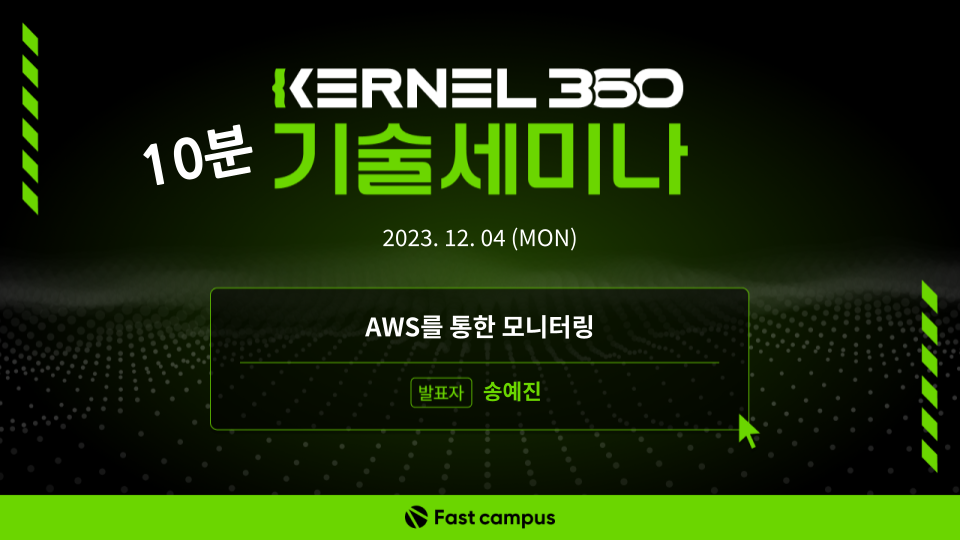 KERNEL 360
10분 기술세미나
2023. 12. 04 (MON)
AWS를 통한 모니터링
발표자 송예진
Fast campus